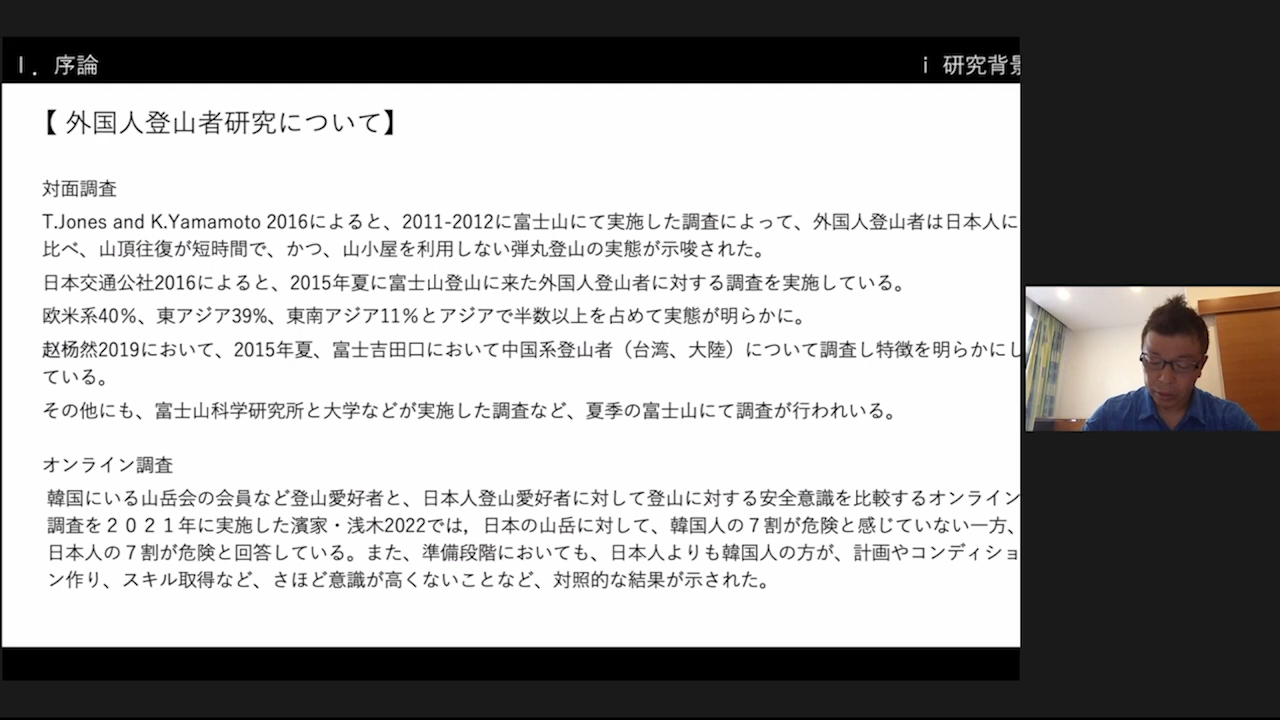 Ⅰ．序論
ⅰ 研究背景
【 外国人登山者研究について】
対面調査
T.Jones and K.Yamamoto 2016によると、2011-2012に富士山にて実施した調査によって、外国人登山者は日本人に
比べ、山頂往復が短時間で、かつ、山小屋を利用しない弾丸登山の実態が示唆された。
日本交通公社2016によると、2015年夏に富士山登山に来た外国人登山者に対する調査を実施している。
欧米系40％、東アジア39%、東南アジア11％とアジアで半数以上を占めて実態が明らかに。
赵杨然2019において、2015年夏、富士吉田口において中国系登山者（台湾、大陸）について調査し特徴を明らかにし
ている。
その他にも、富士山科学研究所と大学などが実施した調査など、夏季の富士山にて調査が行われいる。
オンライン調査
韓国にいる山岳会の会員など登山愛好者と、日本人登山愛好者に対して登山に対する安全意識を比較するオンライン
調査を２０２１年に実施した濱家・浅木2022では，日本の山岳に対して、韓国人の７割が危険と感じていない一方、
日本人の７割が危険と回答している。また、準備段階においても、日本人よりも韓国人の方が、計画やコンディショ
ン作り、スキル取得など、さほど意識が高くないことなど、対照的な結果が示された。